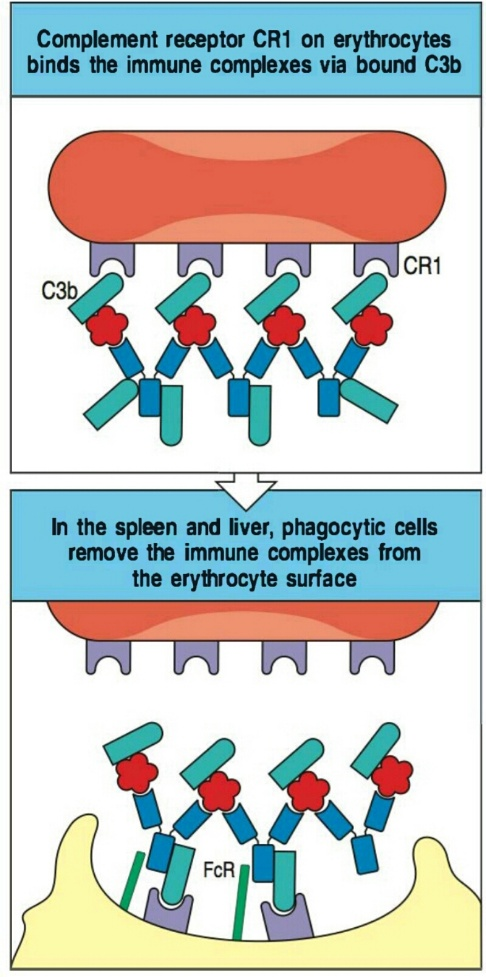 Complement receptor CR1 on erythrocytes
binds the immune complexes via bound C3b
CR1
C3b
In the spleen and liver, phagocytic cells
remove the immune complexes from
the erythrocyte surface
FcR